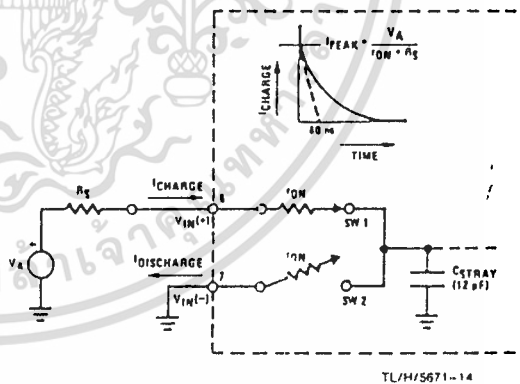 IPEAK = VA / rON + RS
ICHARGE
60 ns
TIME
RS
ICHARGE
6
rON
VIN(+)
SW 1
VA
IDISCHARGE
rON
7
VIN(–)
SW 2
CSTRAY
(12 pF)
TL/H/5671–14